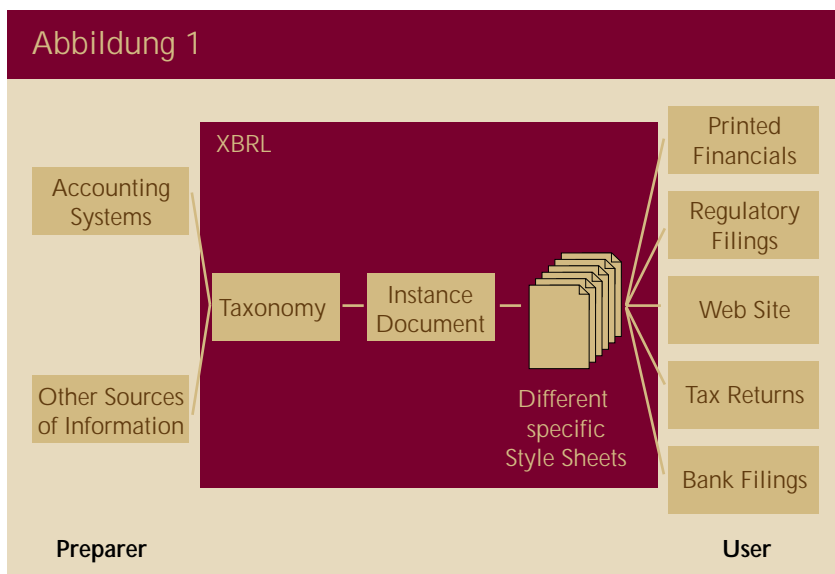 Abbildung 1
XBRL
Accounting
Systems
Other Sources
of Information
Taxonomy
Instance
Document
Different
specific
Style Sheets
Printed
Financials
Regulatory
Filings
Web Site
Tax Returns
Bank Filings
Preparer
User